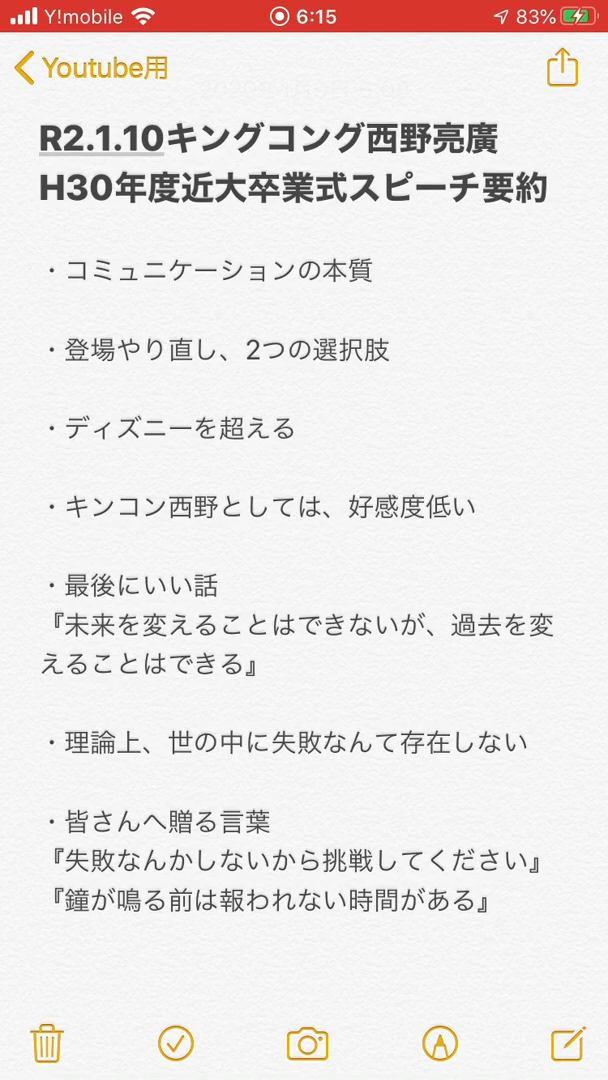 Y!mobile 6:15 83%
Youtube用
R2.1.10キングコング西野亮廣
H30年度近大卒業式スピーチ要約
・コミュニケーションの本質
・登場やり直し、2つの選択肢
・ディズニーを超える
・キンコン西野としては、好感度低い
・最後にいい話
『未来を変えることはできないが、過去を変
えることはできる』
・理論上、世の中に失敗なんて存在しない
・皆さんへ贈る言葉
『失敗なんかしないから挑戦してください』
『鐘が鳴る前は報われない時間がある』